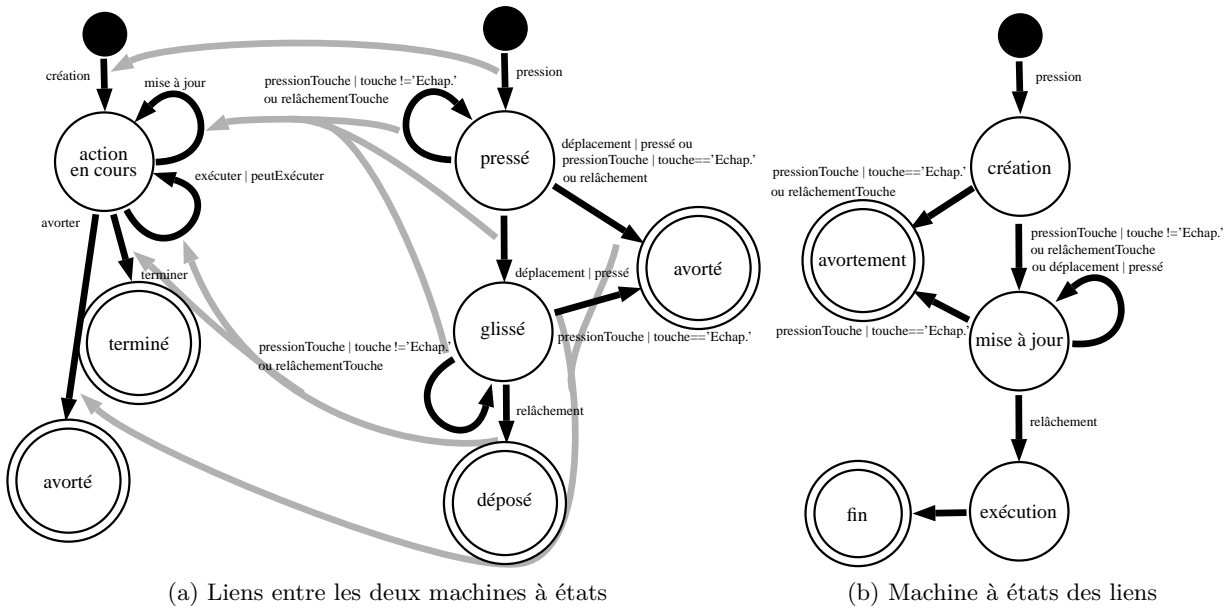 création
mise à jour
action
en cours
exécuter | peutExécuter
avorter
terminer
terminé
avorté
pression
pressionTouche | touche !='Echap.'
ou relâchementTouche
pressé
déplacement | pressé ou
pressionTouche | touche=='Echap.'
ou relâchement
avorté
déplacement | pressé
glissé
pressionTouche | touche=='Echap.'
pressionTouche | touche !='Echap.'
ou relâchementTouche
relâchement
déposé
(a) Liens entre les deux machines à états
pression
création
pressionTouche | touche=='Echap.'
ou relâchementTouche
avortement
pressionTouche | touche !='Echap.'
ou relâchementTouche
ou déplacement | pressé
pressionTouche | touche=='Echap.'
mise à jour
relâchement
exécution
fin
(b) Machine à états des liens